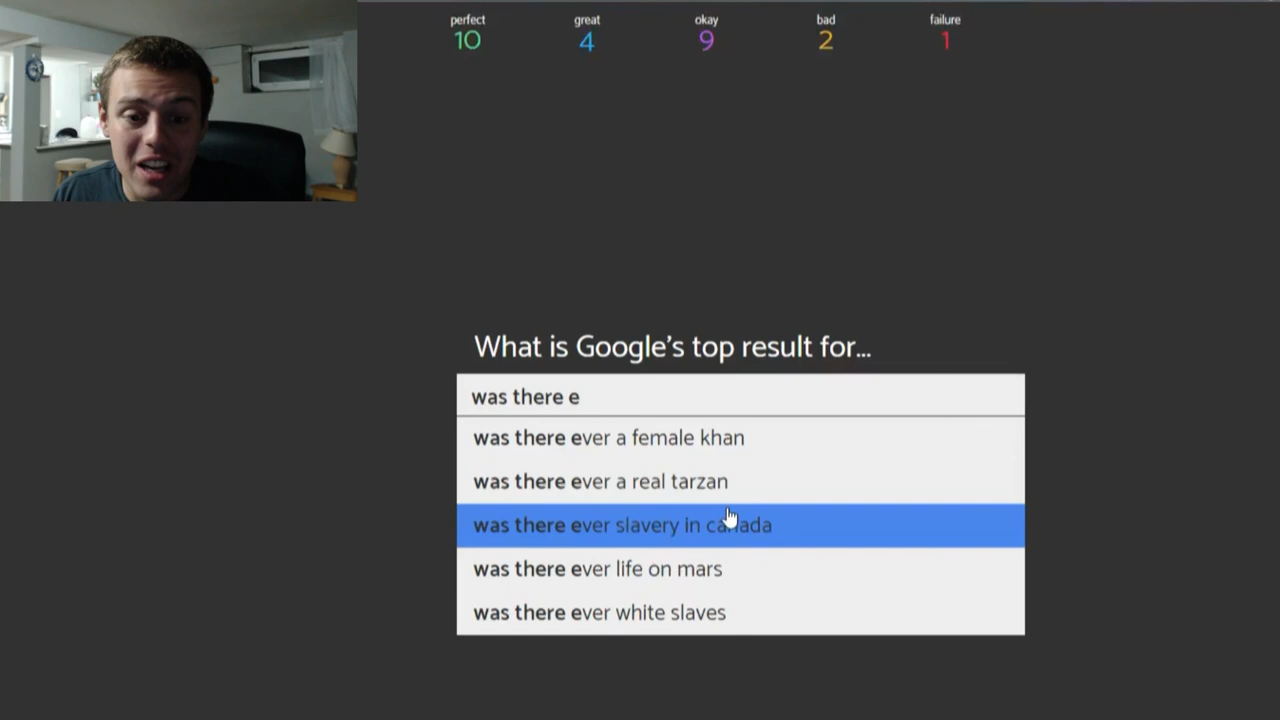 perfect great okay bad failure
10 4 9 2 1
What is Google's top result for...
was there e
was there ever a female khan
was there ever a real tarzan
was there ever slavery in canada
was there ever life on mars
was there ever white slaves